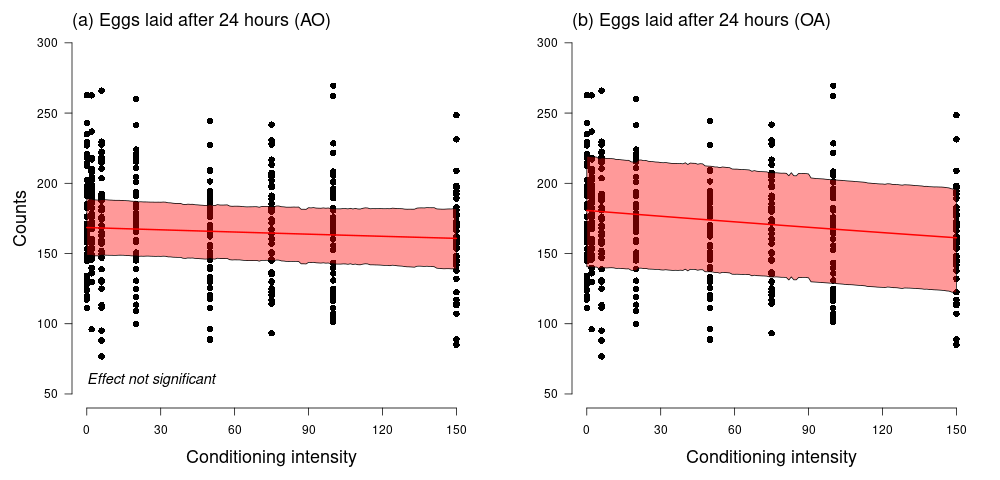 (a) Eggs laid after 24 hours (AO)
300
250
200
150
100
50
Counts
Effect not significant
0 30 60 90 120 150
Conditioning intensity
(b) Eggs laid after 24 hours (OA)
300
250
200
150
100
50
0 30 60 90 120 150
Conditioning intensity